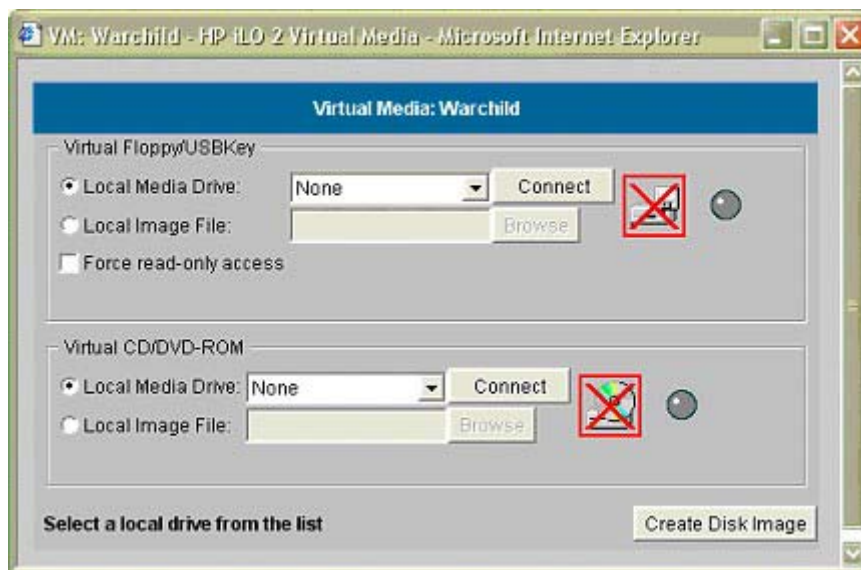 VM: Warchild - HP iLO 2 Virtual Media - Microsoft Internet Explorer
Virtual Media: Warchild
Virtual Floppy/USBKey
Local Media Drive: None Connect
Local Image File: Browse
Force read-only access
Virtual CD/DVD-ROM
Local Media Drive: None Connect
Local Image File: Browse
Select a local drive from the list Create Disk Image